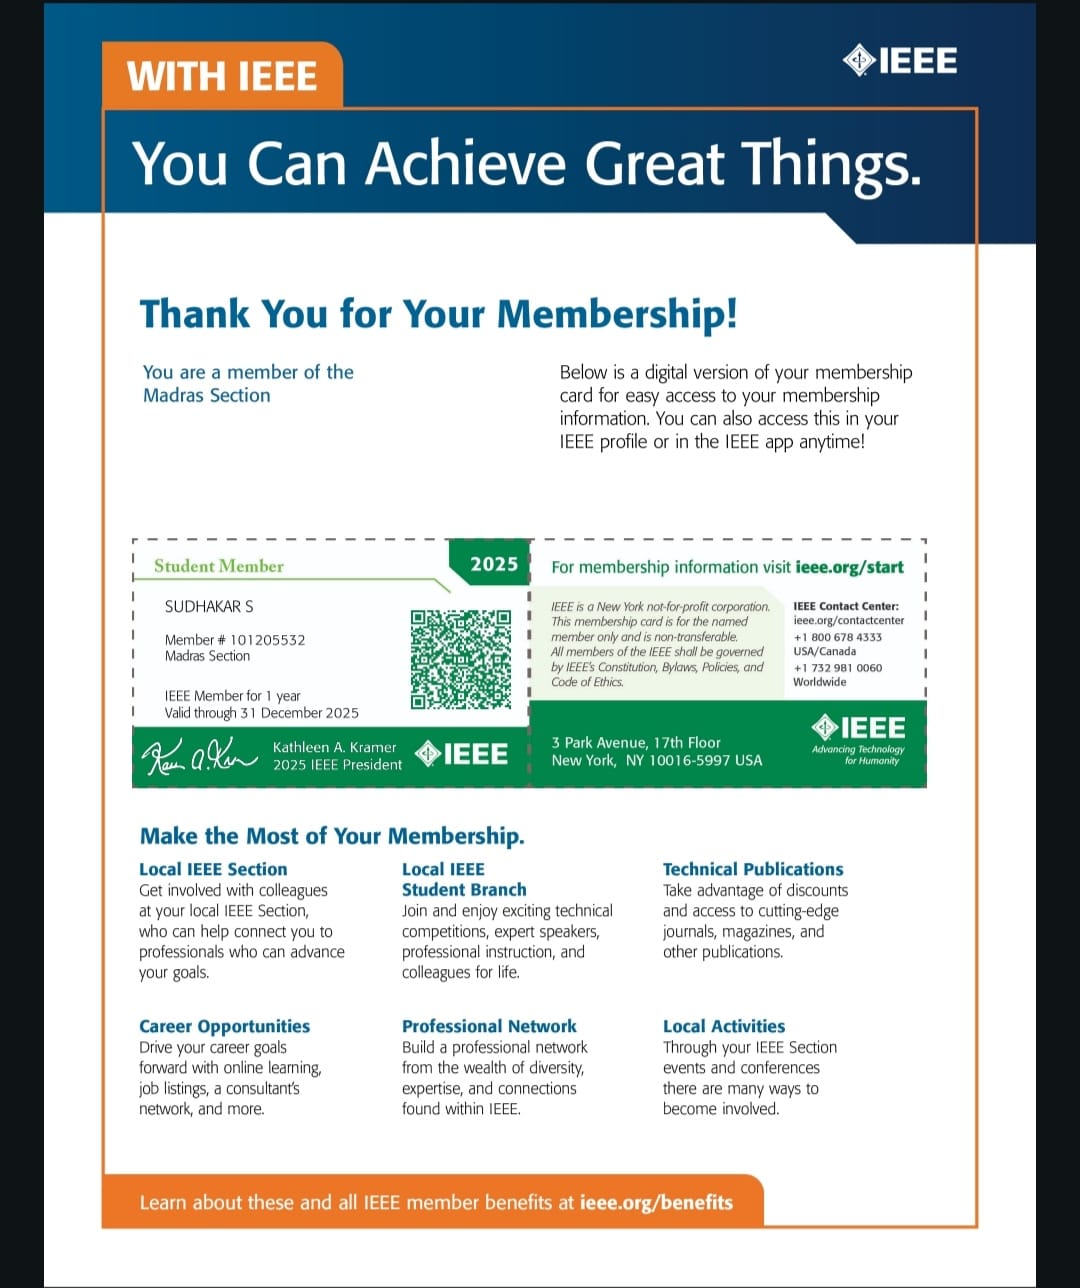 WITH IEEE
IEEE
You Can Achieve Great Things.
Thank You for Your Membership!
You are a member of the
Madras Section
Below is a digital version of your membership
card for easy access to your membership
information. You can also access this in your
IEEE profile or in the IEEE app anytime!
Student Member
2025
SUDHAKAR S
Member # 101205532
Madras Section
IEEE Member for 1 year
Valid through 31 December 2025
Kathleen A. Kramer
2025 IEEE President
IEEE
For membership information visit ieee.org/start
IEEE is a New York not-for-profit corporation.
This membership card is for the named
member only and is non-transferable.
All members of the IEEE shall be governed
by IEEE's Constitution, Bylaws, Policies, and
Code of Ethics.
IEEE Contact Center:
ieee.org/contactcenter
+1 800 678 4333
USA/Canada
+1 732 981 0060
Worldwide
3 Park Avenue, 17th Floor
New York, NY 10016-5997 USA
IEEE
Advancing Technology
for Humanity
Make the Most of Your Membership.
Local IEEE Section
Get involved with colleagues
at your local IEEE Section,
who can help connect you to
professionals who can advance
your goals.
Local IEEE
Student Branch
Join and enjoy exciting technical
competitions, expert speakers,
professional instruction, and
colleagues for life.
Technical Publications
Take advantage of discounts
and access to cutting-edge
journals, magazines, and
other publications.
Career Opportunities
Drive your career goals
forward with online learning,
job listings, a consultant's
network, and more.
Professional Network
Build a professional network
from the wealth of diversity,
expertise, and connections
found within IEEE.
Local Activities
Through your IEEE Section
events and conferences
there are many ways to
become involved.
Learn about these and all IEEE member benefits at ieee.org/benefits